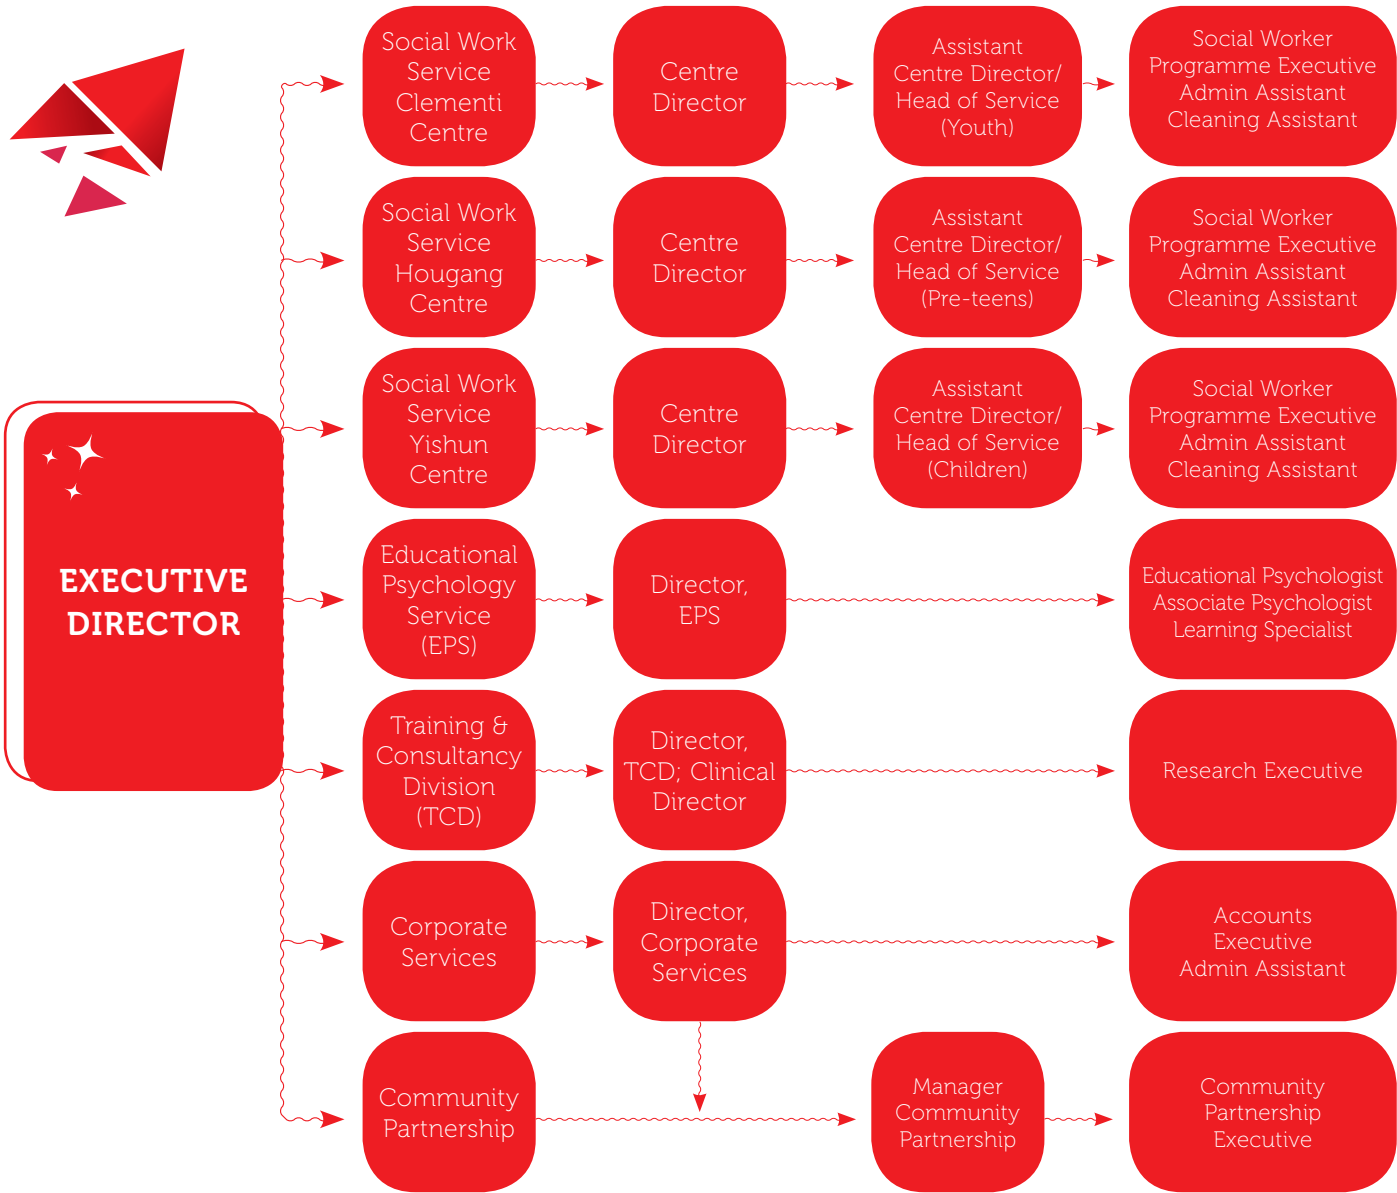 EXECUTIVE
DIRECTOR
Social Work
Service
Clementi
Centre
Centre
Director
Assistant
Centre Director/
Head of Service
(Youth)
Social Worker
Programme Executive
Admin Assistant
Cleaning Assistant
Social Work
Service
Hougang
Centre
Centre
Director
Assistant
Centre Director/
Head of Service
(Pre-teens)
Social Worker
Programme Executive
Admin Assistant
Cleaning Assistant
Social Work
Service
Yishun
Centre
Centre
Director
Assistant
Centre Director/
Head of Service
(Children)
Social Worker
Programme Executive
Admin Assistant
Cleaning Assistant
Educational
Psychology
Service
(EPS)
Director,
EPS
Educational Psychologist
Associate Psychologist
Learning Specialist
Training &
Consultancy
Division
(TCD)
Director,
TCD; Clinical
Director
Research Executive
Corporate
Services
Director,
Corporate
Services
Accounts
Executive
Admin Assistant
Community
Partnership
Manager
Community
Partnership
Community
Partnership
Executive